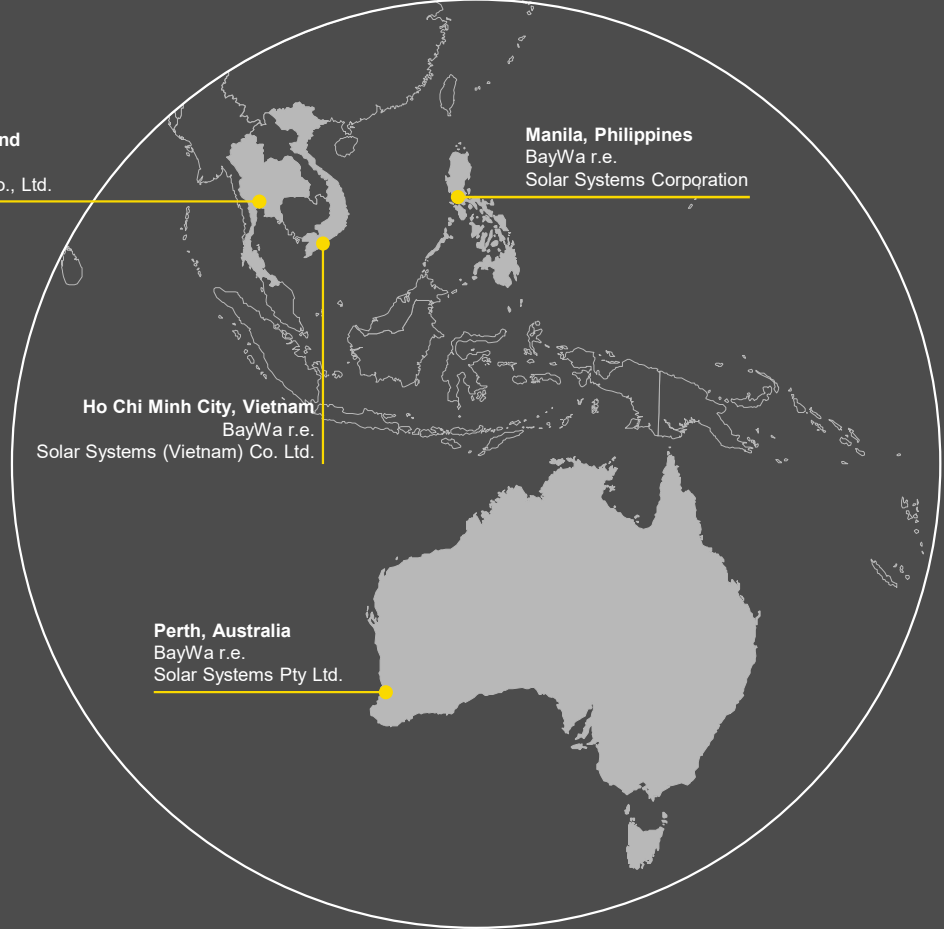 Manila, Philippines
BayWa r.e.
Solar Systems Corporation
Ltd.
Ho Chi Minh City, Vietnam
BayWa r.e.
Solar Systems (Vietnam) Co. Ltd.
Perth, Australia
BayWa r.e.
Solar Systems Pty Ltd.